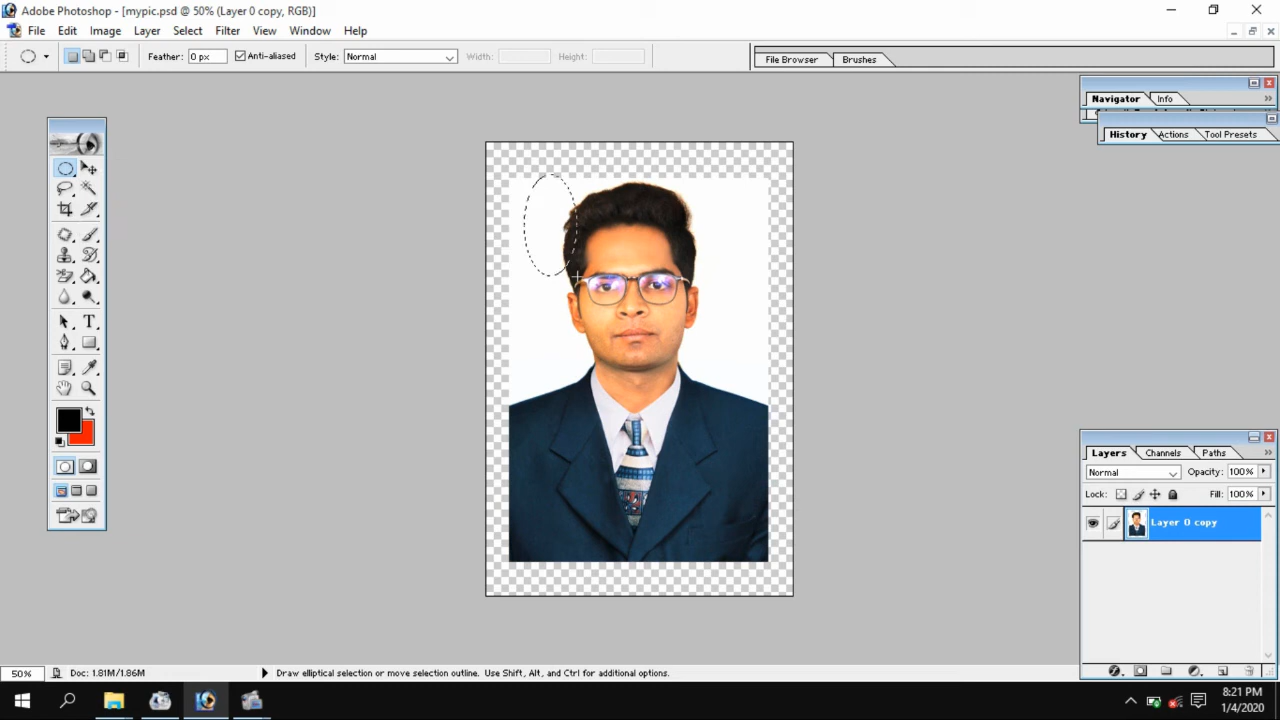 Adobe Photoshop - [mypic.psd @ 50% (Layer 0 copy, RGB)]
File Edit Image Layer Select Filter View Window Help
Feather: 0 px Anti-aliased Style: Normal Width: Height: File Browser Brushes
Navigator Info
History Actions Tool Presets
Layers Channels Paths
Normal Opacity: 100%
Lock: Fill: 100%
Layer 0 copy
50% Doc: 1.81M/1.86M Draw elliptical selection or move selection outline. Use Shift, Alt, and Ctrl for additional options.
8:21 PM
1/4/2020